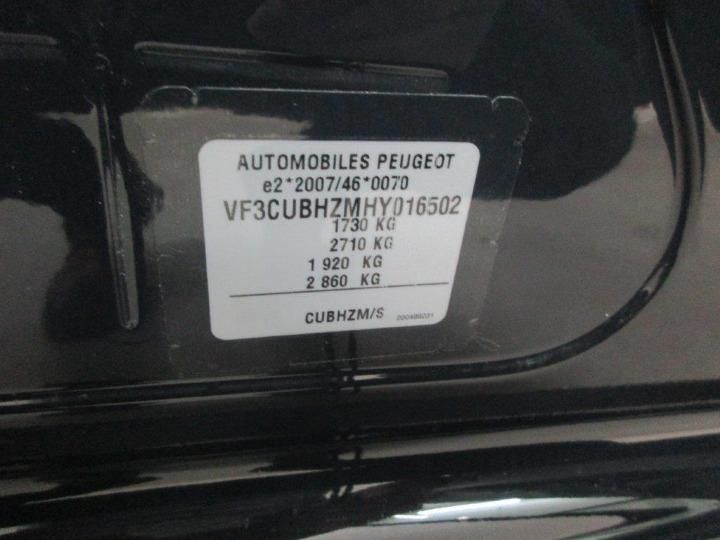 AUTOMOBILES PEUGEOT
e2*2007/46*0070
VF3CUBHZMHY016502
1730 KG
2710 KG
1 920 KG
2 860 KG
CUBHZM/S